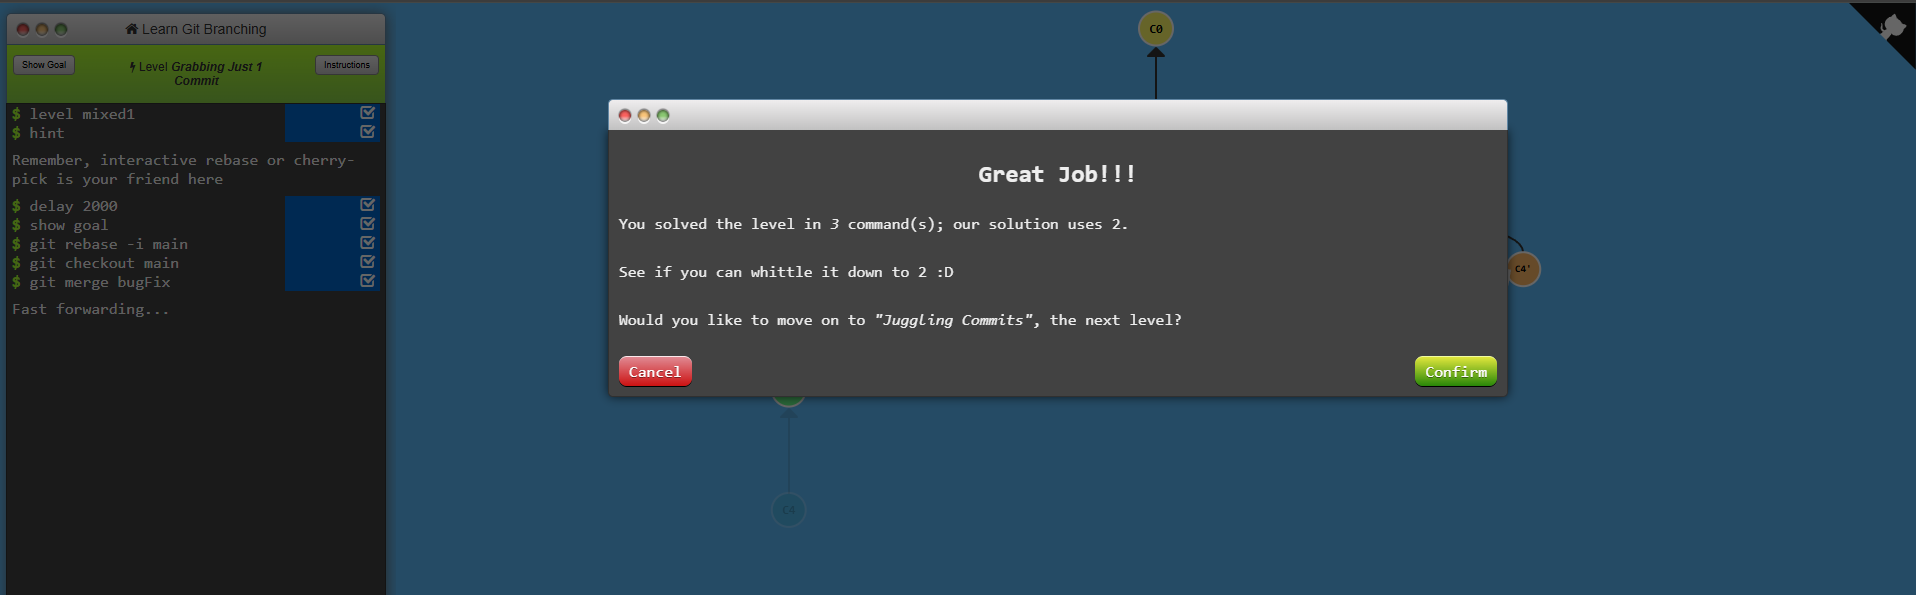 Learn Git Branching
Show Goal
Level Grabbing Just 1
Commit
Instructions
$ level mixed1
$ hint
Remember, interactive rebase or cherry-
pick is your friend here
$ delay 2000
$ show goal
$ git rebase -i main
$ git checkout main
$ git merge bugFix
Fast forwarding...
C0
Great Job!!!
You solved the level in 3 command(s); our solution uses 2.
See if you can whittle it down to 2 :D
Would you like to move on to "Juggling Commits", the next level?
Cancel
Confirm
C4'
C4